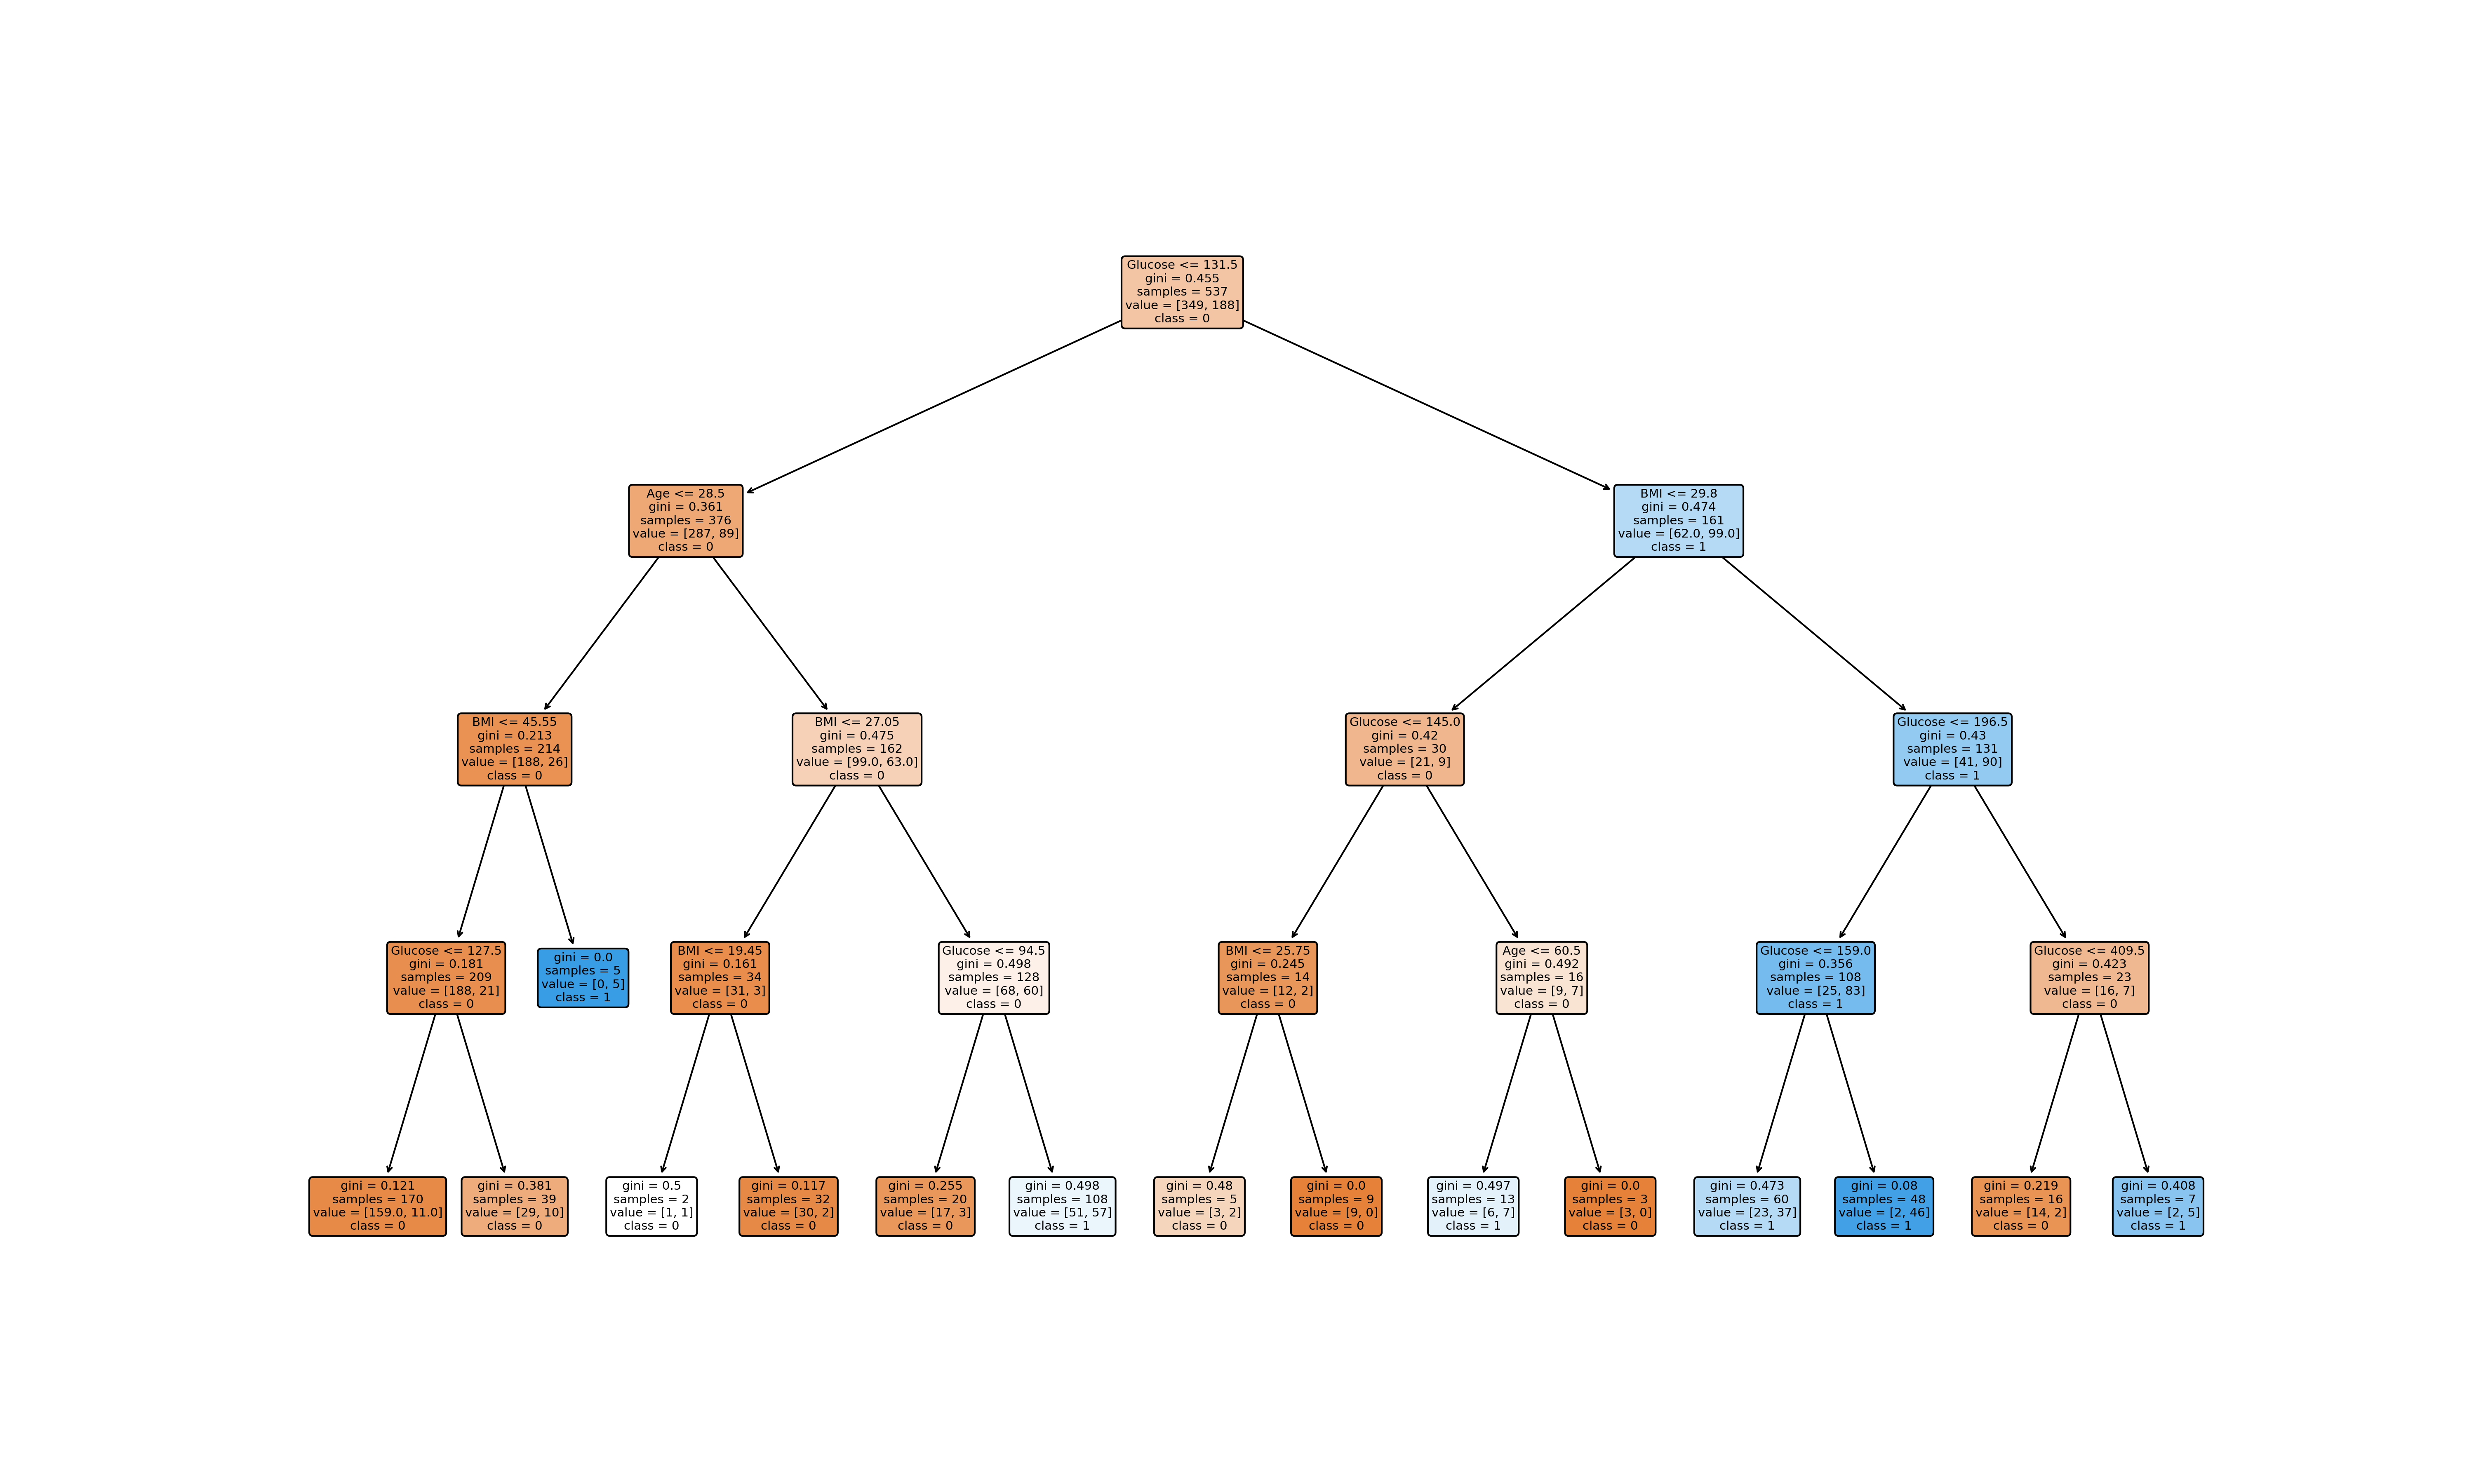 Glucose <= 131.5
gini = 0.455
samples = 537
value = [349, 188]
class = 0
Age <= 28.5
gini = 0.361
samples = 376
value = [287, 89]
class = 0
BMI <= 29.8
gini = 0.474
samples = 161
value = [62.0, 99.0]
class = 1
BMI <= 45.55
gini = 0.213
samples = 214
value = [188, 26]
class = 0
BMI <= 27.05
gini = 0.475
samples = 162
value = [99.0, 63.0]
class = 0
Glucose <= 145.0
gini = 0.42
samples = 30
value = [21, 9]
class = 0
Glucose <= 196.5
gini = 0.43
samples = 131
value = [41, 90]
class = 1
Glucose <= 127.5
gini = 0.181
samples = 209
value = [188, 21]
class = 0
gini = 0.0
samples = 5
value = [0, 5]
class = 1
BMI <= 19.45
gini = 0.161
samples = 34
value = [31, 3]
class = 0
Glucose <= 94.5
gini = 0.498
samples = 128
value = [68, 60]
class = 0
BMI <= 25.75
gini = 0.245
samples = 14
value = [12, 2]
class = 0
Age <= 60.5
gini = 0.492
samples = 16
value = [9, 7]
class = 0
Glucose <= 159.0
gini = 0.356
samples = 108
value = [25, 83]
class = 1
Glucose <= 409.5
gini = 0.423
samples = 23
value = [16, 7]
class = 0
gini = 0.121
samples = 170
value = [159.0, 11.0]
class = 0
gini = 0.381
samples = 39
value = [29, 10]
class = 0
gini = 0.5
samples = 2
value = [1, 1]
class = 0
gini = 0.117
samples = 32
value = [30, 2]
class = 0
gini = 0.255
samples = 20
value = [17, 3]
class = 0
gini = 0.498
samples = 108
value = [51, 57]
class = 1
gini = 0.48
samples = 5
value = [3, 2]
class = 0
gini = 0.0
samples = 9
value = [9, 0]
class = 0
gini = 0.497
samples = 13
value = [6, 7]
class = 1
gini = 0.0
samples = 3
value = [3, 0]
class = 0
gini = 0.473
samples = 60
value = [23, 37]
class = 1
gini = 0.08
samples = 48
value = [2, 46]
class = 1
gini = 0.219
samples = 16
value = [14, 2]
class = 0
gini = 0.408
samples = 7
value = [2, 5]
class = 1